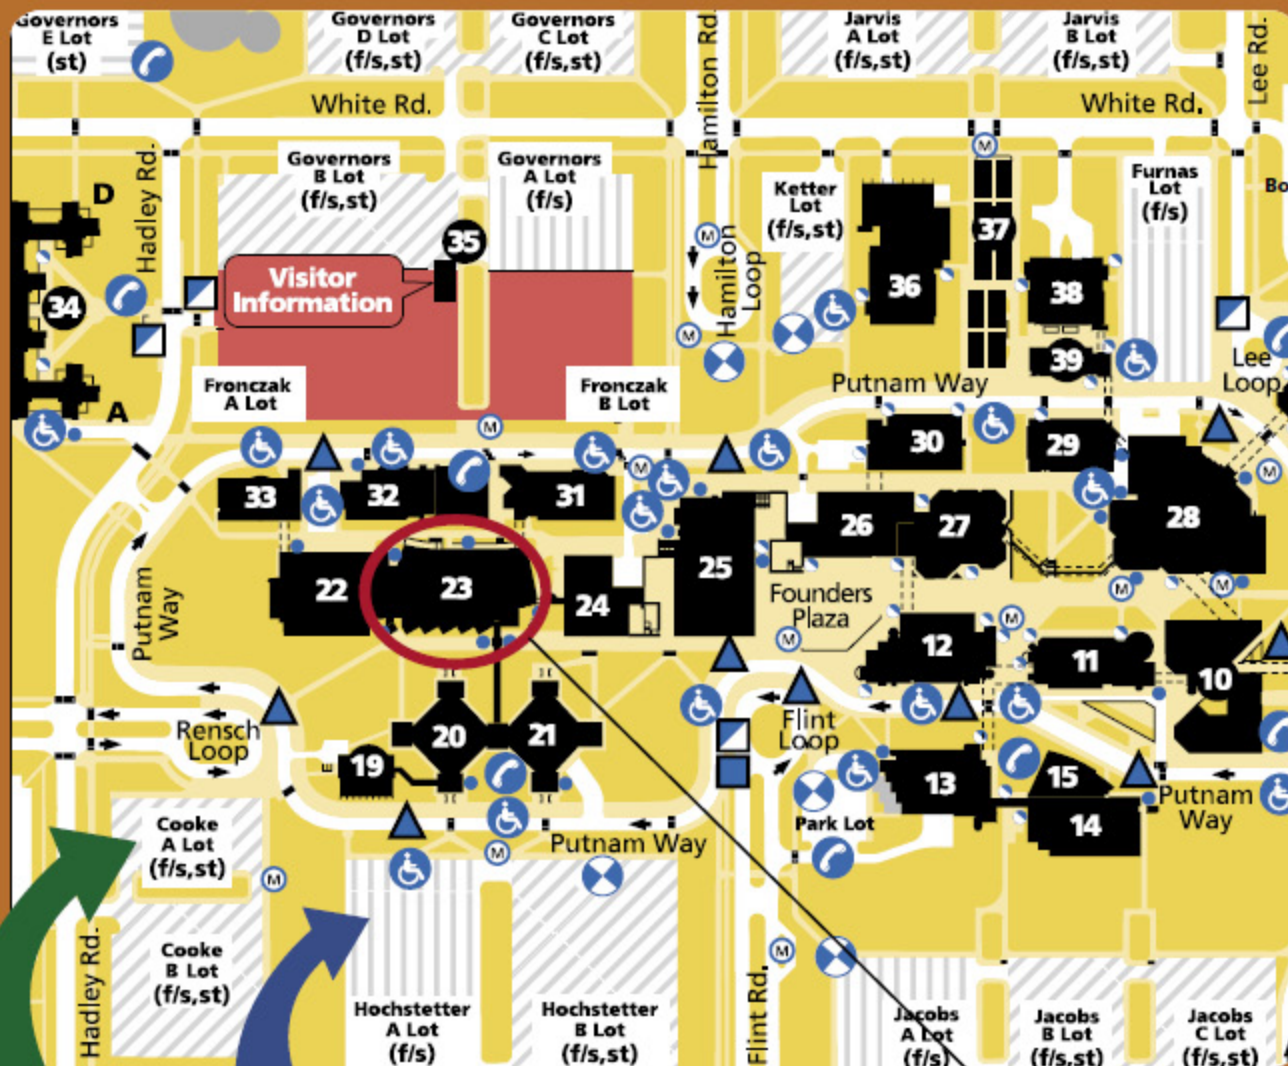 Governors
E Lot
(st)
Governors
D Lot
(f/s,st)
Governors
C Lot
(f/s,st)
Hamilton Rd.
Jarvis
A Lot
(f/s,st)
Jarvis
B Lot
(f/s,st)
Lee Rd.
White Rd.
White Rd.
Hadley Rd.
Governors
B Lot
(f/s,st)
Governors
A Lot
(f/s)
M
Ketter
Lot
(f/s,st)
Furnas
Lot
(f/s)
Bo
D
35
37
M
Hamilton
Loop
Visitor
Information
34
36
38
M
39
Lee
Loop
Fronczak
A Lot
Fronczak
B Lot
Putnam Way
A
M
30
29
M
M
33
32
31
28
26
27
25
22
23
24
Founders
Plaza
M
M
Putnam
Way
M
M
12
11
10
Rensch
Loop
20
21
Flint
Loop
19
13
15
Putnam
Way
14
Cooke
A Lot
(f/s,st)
Park Lot
Putnam Way
M
M
Cooke
B Lot
(f/s,st)
M
Hadley Rd.
Hochstetter
A Lot
(f/s)
Hochstetter
B Lot
(f/s,st)
Flint Rd.
Jacobs
A Lot
(f/s)
Jacobs
B Lot
(f/s,st)
Jacobs
C Lot
(f/s,st)